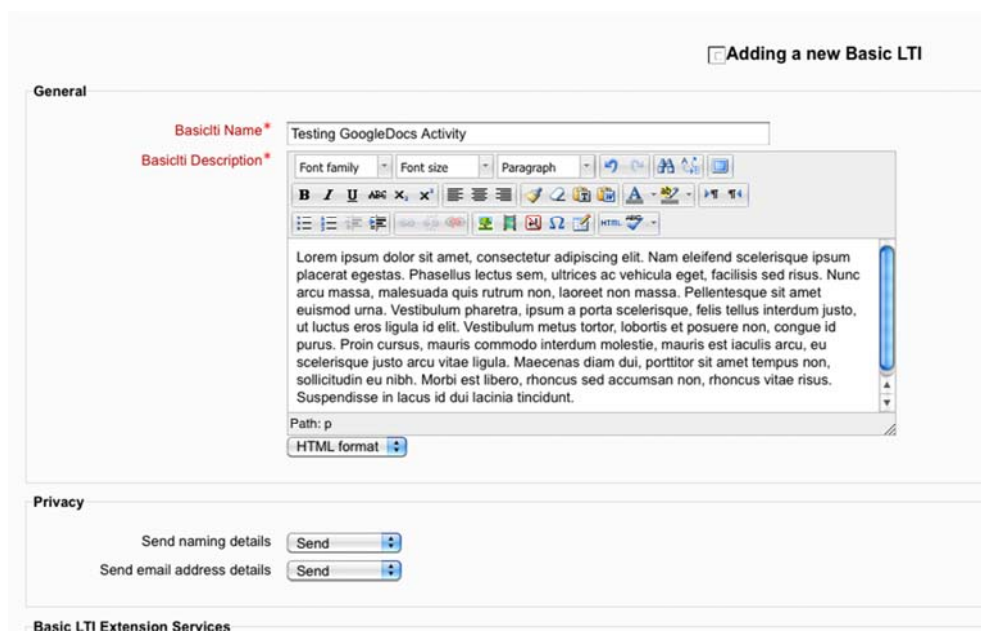 Adding a new Basic LTI
General
Basiclti Name*
Testing GoogleDocs Activity
Basiclti Description*
Font family Font size Paragraph
B I U ABC X, x²
HTML ABC
Lorem ipsum dolor sit amet, consectetur adipiscing elit. Nam eleifend scelerisque ipsum
placerat egestas. Phasellus lectus sem, ultrices ac vehicula eget, facilisis sed risus. Nunc
arcu massa, malesuada quis rutrum non, laoreet non massa. Pellentesque sit amet
euismod urna. Vestibulum pharetra, ipsum a porta scelerisque, felis tellus interdum justo,
ut luctus eros ligula id elit. Vestibulum metus tortor, lobortis et posuere non, congue id
purus. Proin cursus, mauris commodo interdum molestie, mauris est iaculis arcu, eu
scelerisque justo arcu vitae ligula. Maecenas diam dui, porttitor sit amet tempus non,
sollicitudin eu nibh. Morbi est libero, rhoncus sed accumsan non, rhoncus vitae risus.
Suspendisse in lacus id dui lacinia tincidunt.
Path: p
HTML format
Privacy
Send naming details Send
Send email address details Send
Basic LTI Extension Services